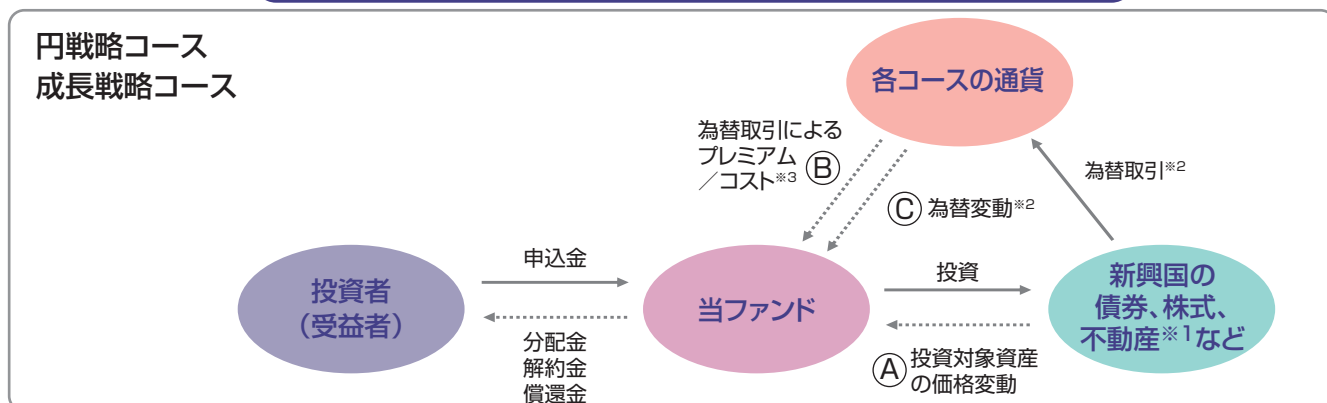 円戦略コース
成長戦略コース
各コースの通貨
為替取引による
プレミアム
／コスト※3 Ⓑ
為替取引※2
Ⓒ 為替変動※2
投資者
（受益者）
申込金
分配金
解約金
償還金
当ファンド
投資
Ⓐ 投資対象資産
の価格変動
新興国の
債券、株式、
不動産※1など